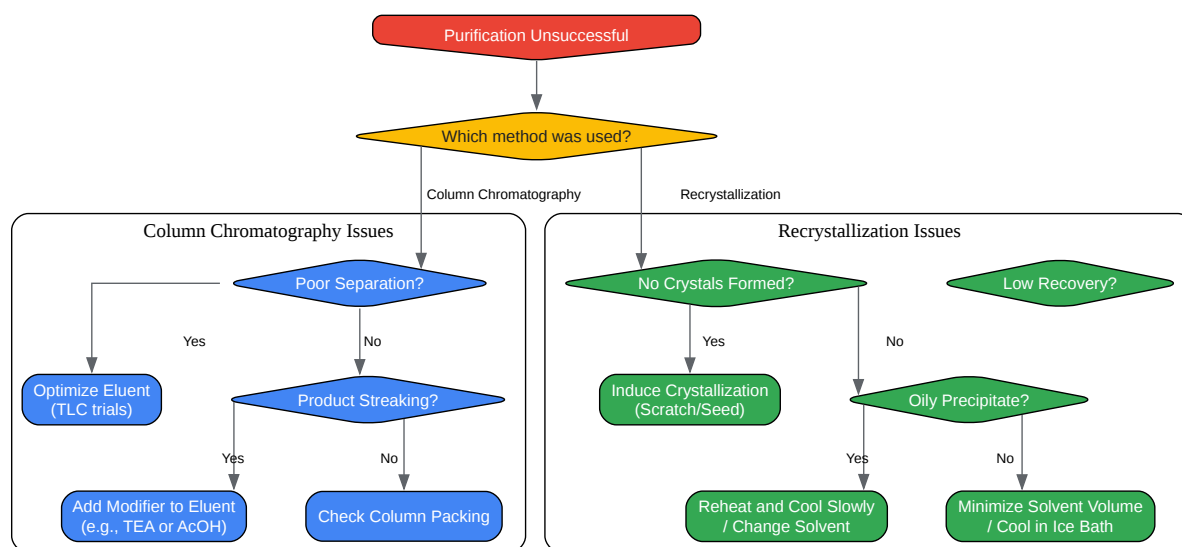 Purification Unsuccessful
Which method was used?
Column Chromatography
Recrystallization
Column Chromatography Issues
Recrystallization Issues
Poor Separation?
No Crystals Formed?
Low Recovery?
Yes
No
Yes
No
Optimize Eluent
(TLC trials)
Product Streaking?
Induce Crystallization
(Scratch/Seed)
Oily Precipitate?
Yes
No
Yes
No
Add Modifier to Eluent
(e.g., TEA or AcOH)
Check Column Packing
Reheat and Cool Slowly
/ Change Solvent
Minimize Solvent Volume
/ Cool in Ice Bath